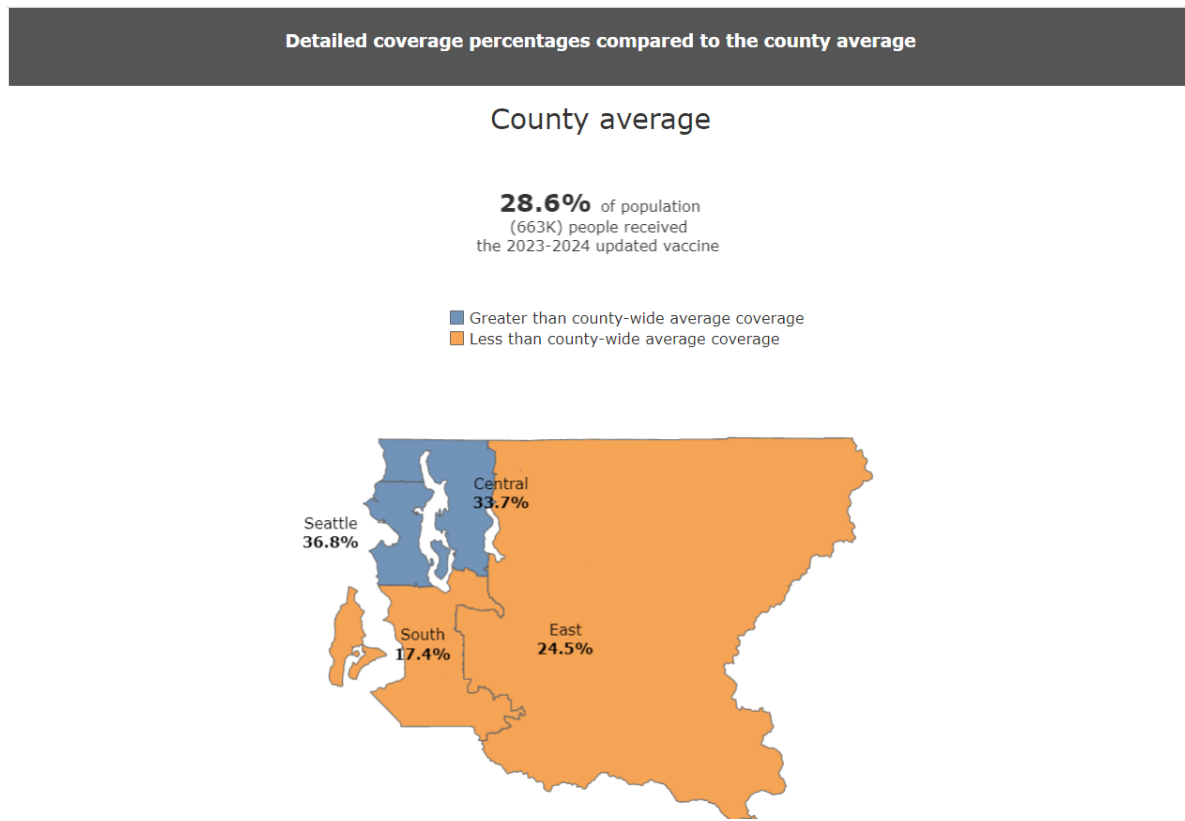 Detailed coverage percentages compared to the county average
County average
28.6% of population
(663K) people received
the 2023-2024 updated vaccine
Greater than county-wide average coverage
Less than county-wide average coverage
Central
33.7%
Seattle
36.8%
South
17.4%
East
24.5%